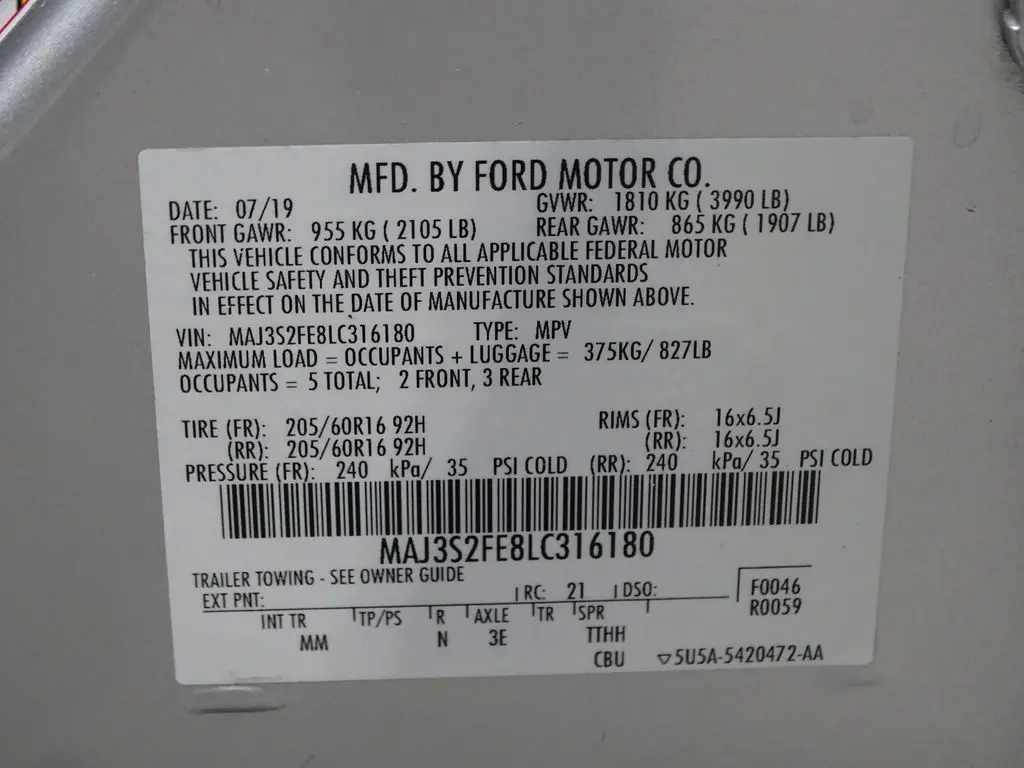 MFD. BY FORD MOTOR CO.
DATE: 07/19 GVWR: 1810 KG ( 3990 LB)
FRONT GAWR: 955 KG ( 2105 LB) REAR GAWR: 865 KG ( 1907 LB)
THIS VEHICLE CONFORMS TO ALL APPLICABLE FEDERAL MOTOR
VEHICLE SAFETY AND THEFT PREVENTION STANDARDS
IN EFFECT ON THE DATE OF MANUFACTURE SHOWN ABOVE.
VIN: MAJ3S2FE8LC316180 TYPE: MPV
MAXIMUM LOAD = OCCUPANTS + LUGGAGE = 375KG/ 827LB
OCCUPANTS = 5 TOTAL; 2 FRONT, 3 REAR
TIRE (FR): 205/60R16 92H RIMS (FR): 16x6.5J
(RR): 205/60R16 92H (RR): 16x6.5J
PRESSURE (FR): 240 kPa/ 35 PSI COLD (RR): 240 kPa/ 35 PSI COLD
MAJ3S2FE8LC316180
TRAILER TOWING - SEE OWNER GUIDE
EXT PNT: RC: 21 DSO: F0046
R0059
INT TR TP/PS R AXLE TR SPR
MM N 3E TTHH
CBU ▽5U5A-5420472-AA